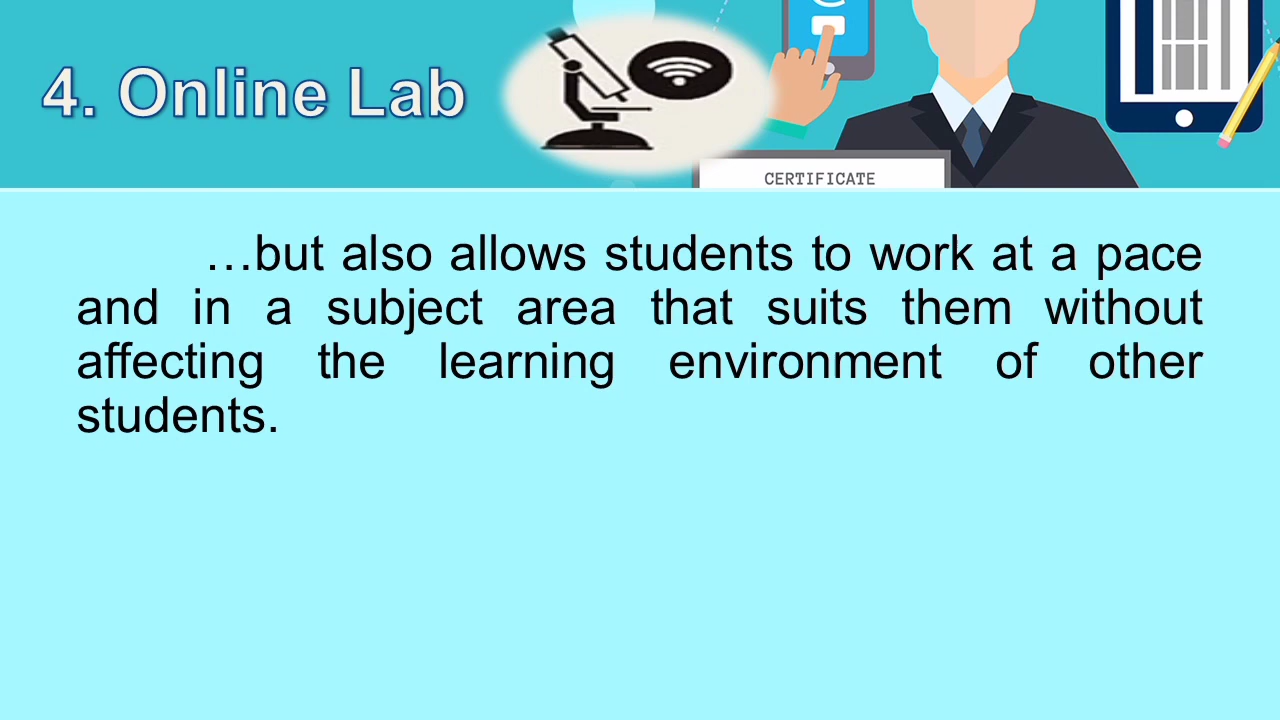 4. Online Lab
CERTIFICATE
…but also allows students to work at a pace
and in a subject area that suits them without
affecting the learning environment of other
students.